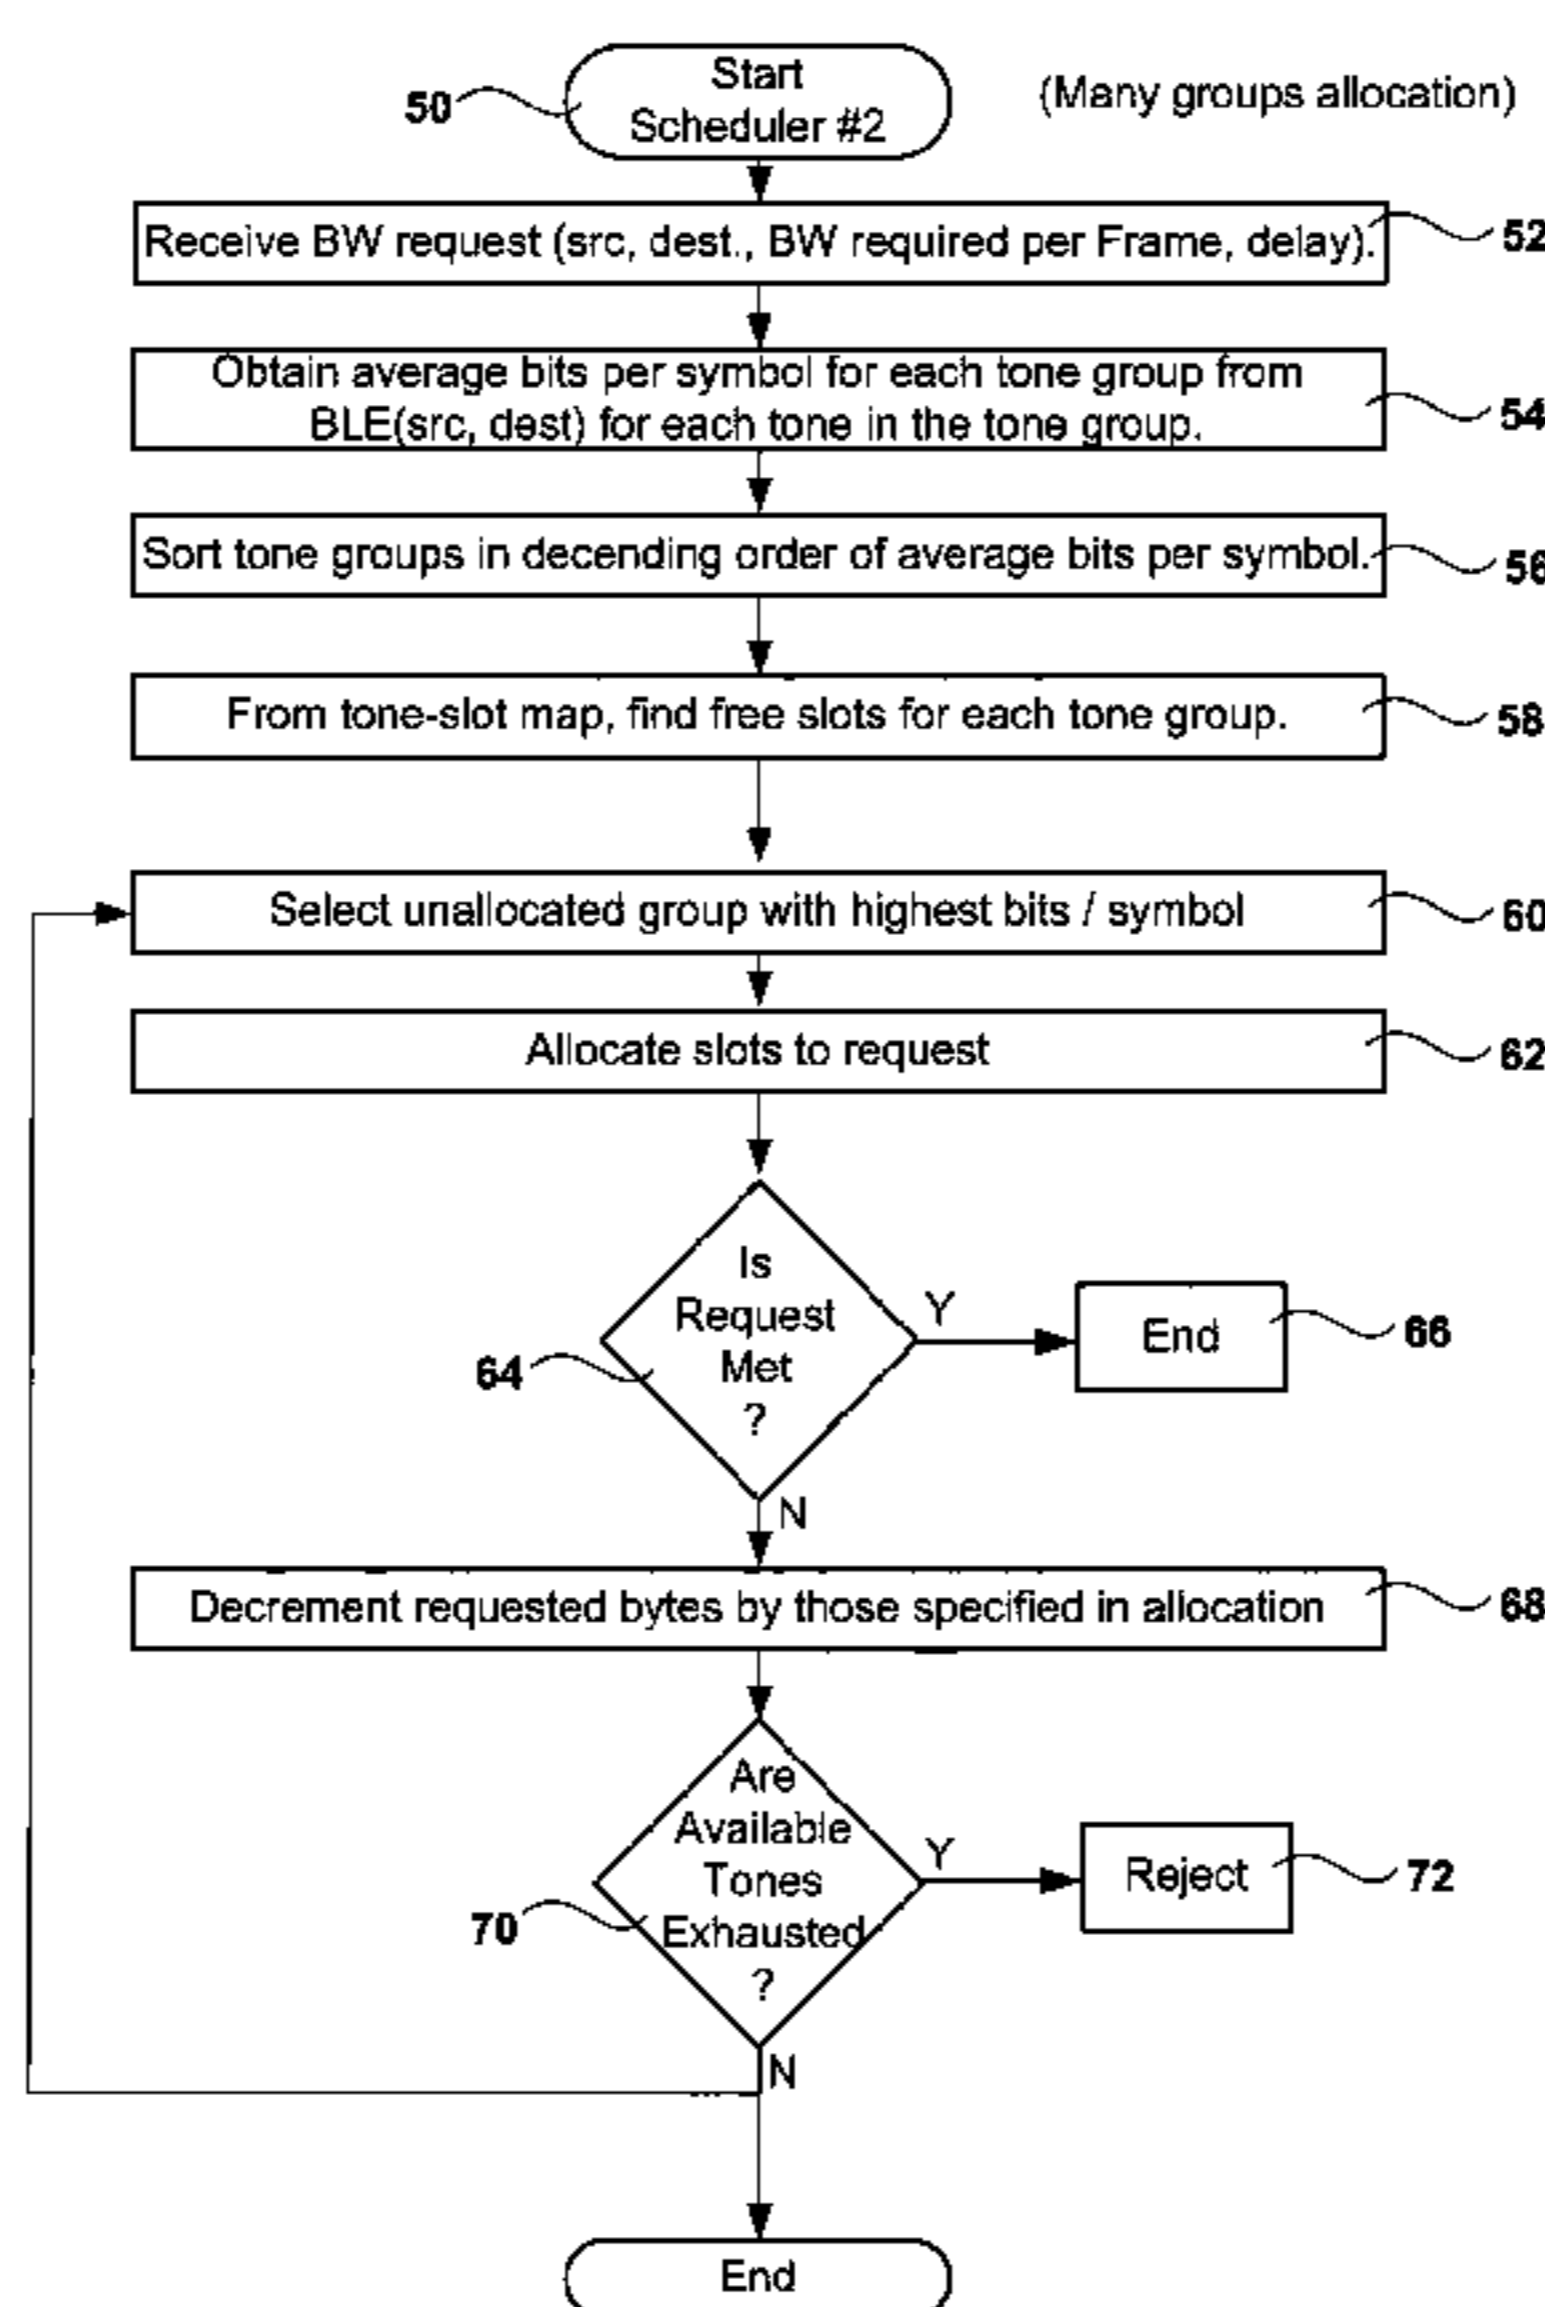 Start
Scheduler #2
50
(Many groups allocation)
Receive BW request (src, dest., BW required per Frame, delay).
52
Obtain average bits per symbol for each tone group from
BLE(src, dest) for each tone in the tone group.
54
Sort tone groups in decending order of average bits per symbol.
56
From tone-slot map, find free slots for each tone group.
58
Select unallocated group with highest bits / symbol
60
Allocate slots to request
62
Is
Request
Met
?
64
Y
End
66
N
Decrement requested bytes by those specified in allocation
68
Are
Available
Tones
Exhausted
?
70
Y
Reject
72
N
End